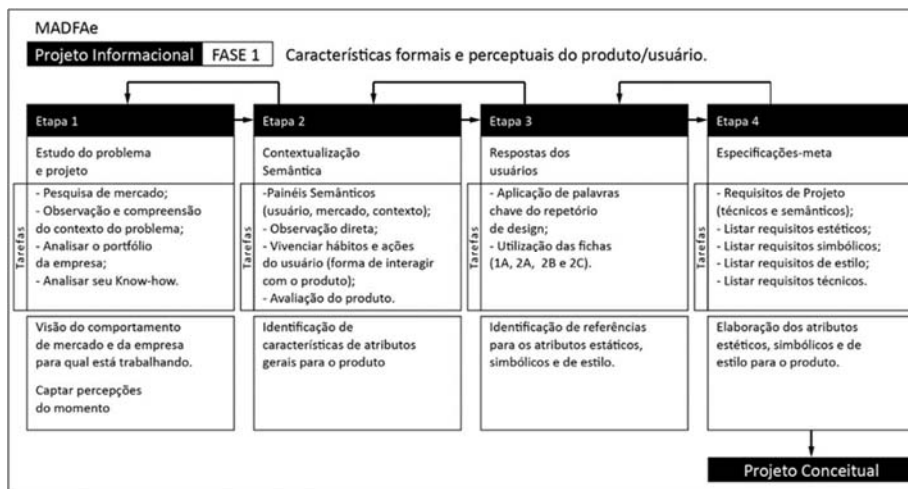 MADFAe
Projeto Informacional FASE 1 Características formais e perceptuais do produto/usuário.
Etapa 1
Estudo do problema
e projeto
Tarefas
- Pesquisa de mercado;
- Observação e compreensão
do contexto do problema;
- Analisar o portfólio
da empresa;
- Analisar seu Know-how.
Visão do comportamento
de mercado e da empresa
para qual está trabalhando.
Captar percepções
do momento
Etapa 2
Contextualização
Semântica
Tarefas
-Painéis Semânticos
(usuário, mercado, contexto);
- Observação direta;
- Vivenciar hábitos e ações
do usuário (forma de interagir
com o produto);
- Avaliação do produto.
Identificação de
características de atributos
gerais para o produto
Etapa 3
Respostas dos
usuários
Tarefas
- Aplicação de palavras
chave do repetório
de design;
- Utilização das fichas
(1A, 2A, 2B e 2C).
Identificação de referências
para os atributos estáticos,
simbólicos e de estilo.
Etapa 4
Especificações-meta
Tarefas
- Requisitos de Projeto
(técnicos e semânticos);
- Listar requisitos estéticos;
- Listar requisitos simbólicos;
- Listar requisitos de estilo;
- Listar requisitos técnicos.
Elaboração dos atributos
estéticos, simbólicos e de
estilo para o produto.
Projeto Conceitual